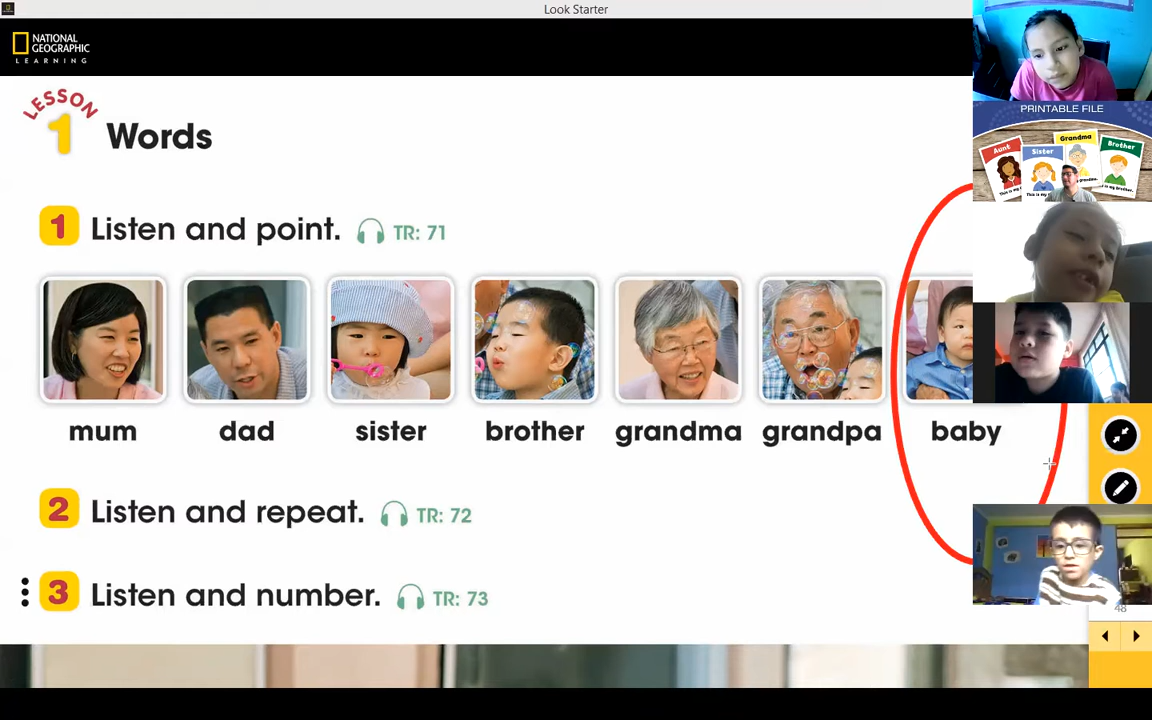 Look Starter
NATIONAL
GEOGRAPHIC
LEARNING
LESSON
1 Words
1 Listen and point. TR: 71
mum dad sister brother grandma grandpa baby
2 Listen and repeat. TR: 72
3 Listen and number. TR: 73
PRINTABLE FILE
Aunt
Sister
Grandma
Brother
48